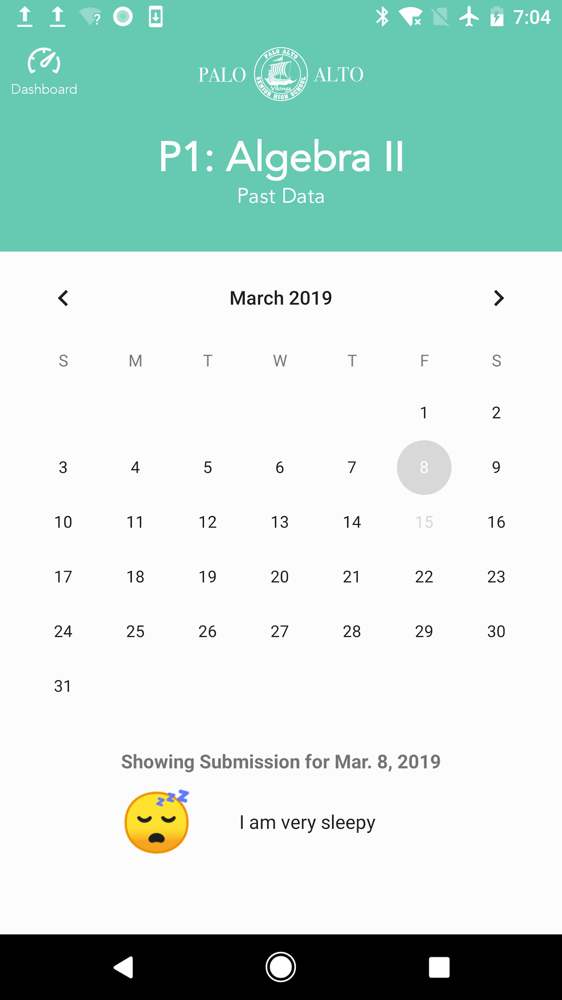 7:04
Dashboard
PALO ALTO
PALO ALTO
Vikings
SENIOR HIGH SCHOOL
P1: Algebra II
Past Data
March 2019
S M T W T F S
1 2
3 4 5 6 7 8 9
10 11 12 13 14 15 16
17 18 19 20 21 22 23
24 25 26 27 28 29 30
31
Showing Submission for Mar. 8, 2019
I am very sleepy